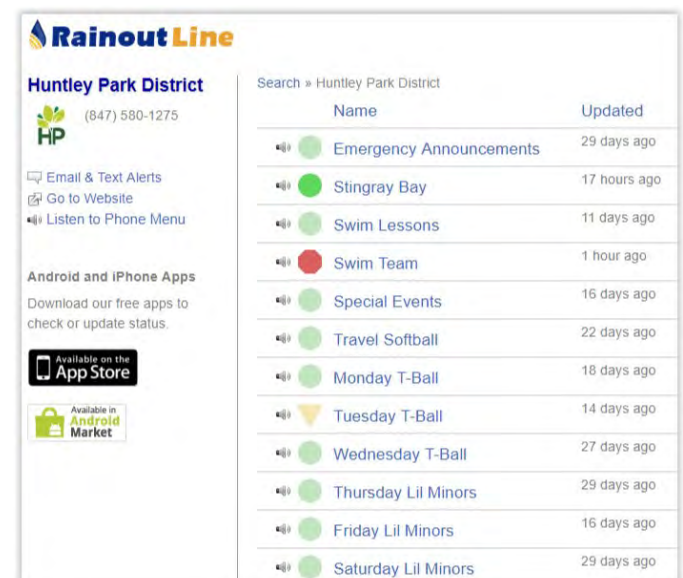 RainoutLine
Huntley Park District
(847) 580-1275
HP
Email & Text Alerts
Go to Website
Listen to Phone Menu
Android and iPhone Apps
Download our free apps to
check or update status.
Available on the
App Store
Available in
Android
Market
Search » Huntley Park District
Name Updated
Emergency Announcements 29 days ago
Stingray Bay 17 hours ago
Swim Lessons 11 days ago
Swim Team 1 hour ago
Special Events 16 days ago
Travel Softball 22 days ago
Monday T-Ball 18 days ago
Tuesday T-Ball 14 days ago
Wednesday T-Ball 27 days ago
Thursday Lil Minors 29 days ago
Friday Lil Minors 16 days ago
Saturday Lil Minors 29 days ago